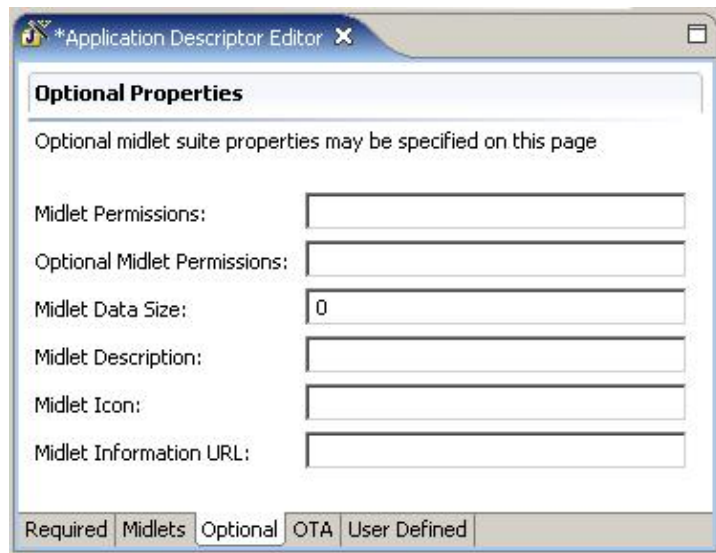 *Application Descriptor Editor
Optional Properties
Optional midlet suite properties may be specified on this page
Midlet Permissions:
Optional Midlet Permissions:
Midlet Data Size: 0
Midlet Description:
Midlet Icon:
Midlet Information URL:
Required Midlets Optional OTA User Defined